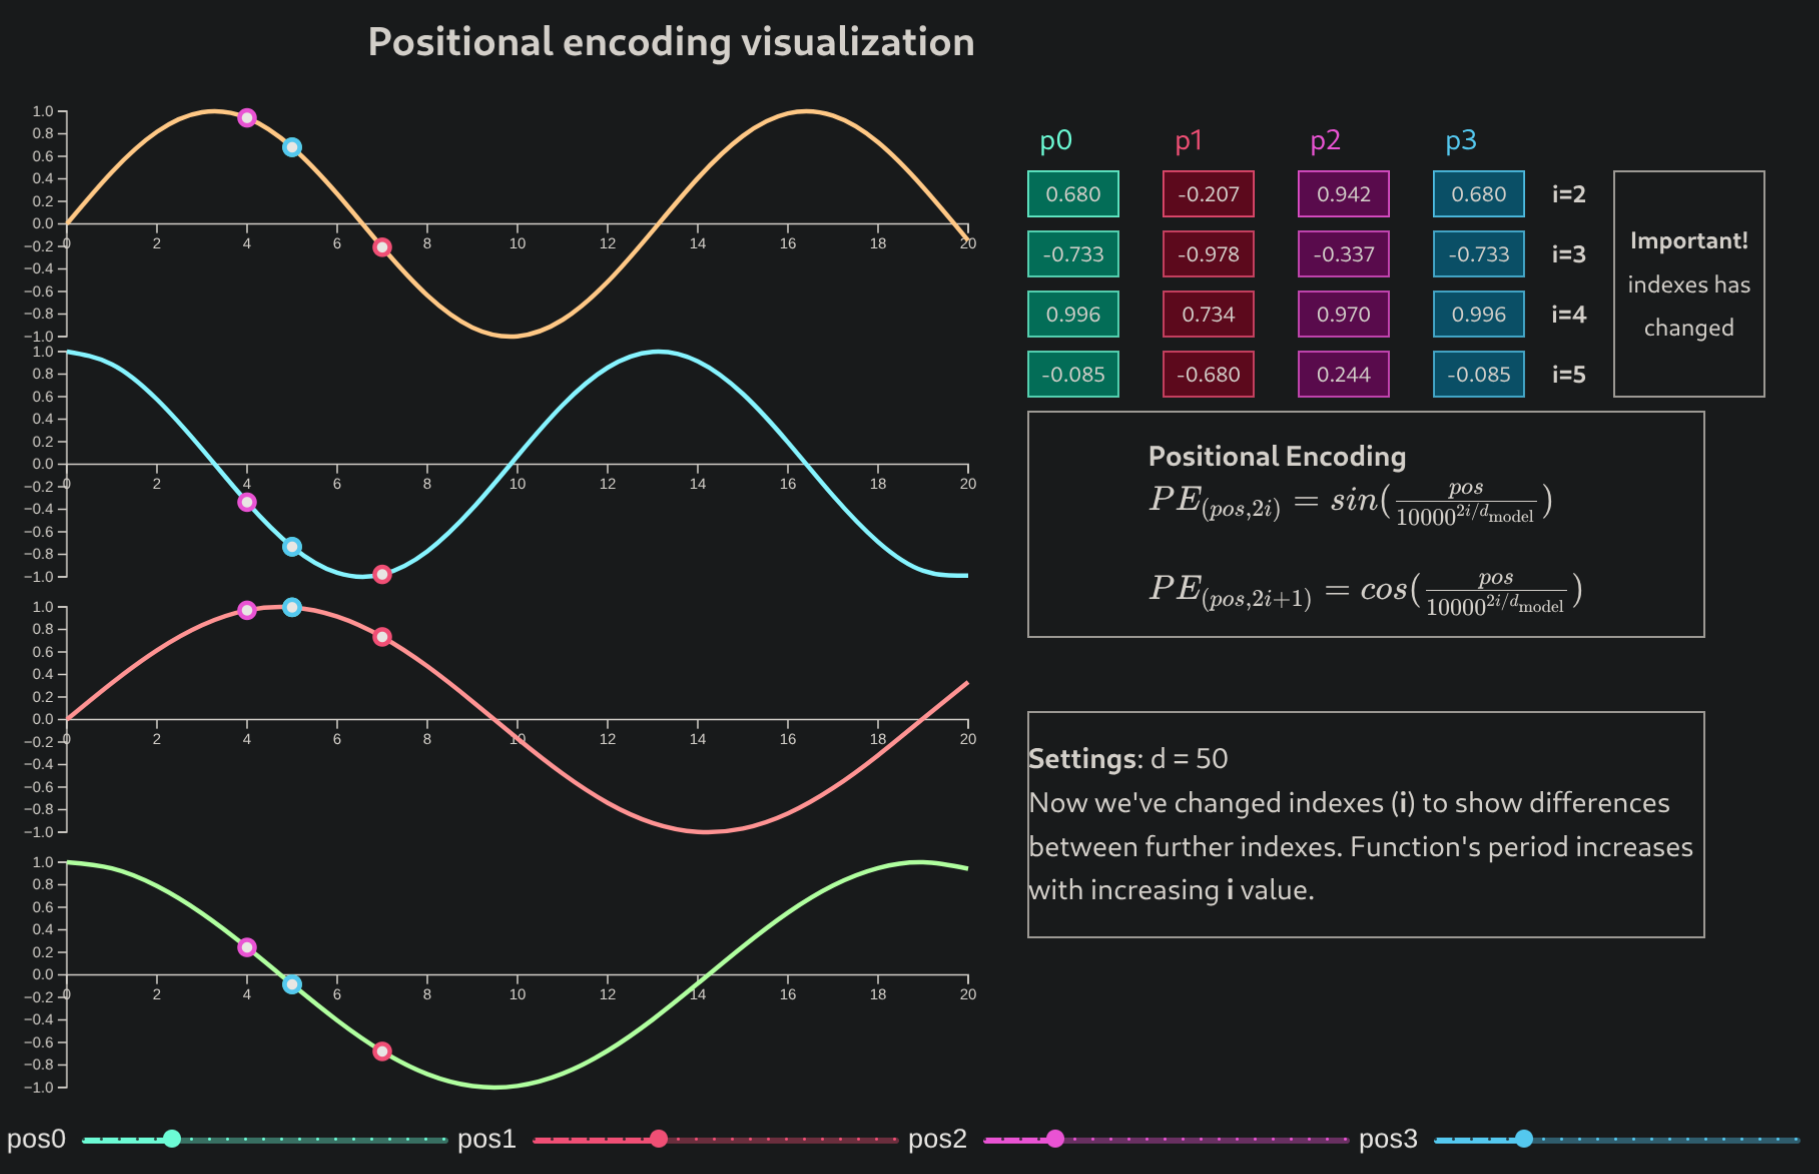 Positional encoding visualization
1.0
0.8
0.6
0.4
0.2
0.0
−0.2
−0.4
−0.6
−0.8
−1.0
0 2 4 6 8 10 12 14 16 18 20
1.0
0.8
0.6
0.4
0.2
0.0
−0.2
−0.4
−0.6
−0.8
−1.0
0 2 4 6 8 10 12 14 16 18 20
1.0
0.8
0.6
0.4
0.2
0.0
−0.2
−0.4
−0.6
−0.8
−1.0
0 2 4 6 8 10 12 14 16 18 20
1.0
0.8
0.6
0.4
0.2
0.0
−0.2
−0.4
−0.6
−0.8
−1.0
0 2 4 6 8 10 12 14 16 18 20
p0 p1 p2 p3
0.680 -0.207 0.942 0.680 i=2
-0.733 -0.978 -0.337 -0.733 i=3
0.996 0.734 0.970 0.996 i=4
-0.085 -0.680 0.244 -0.085 i=5
Important!
indexes has
changed
Positional Encoding
PE(pos,2i) = sin(pos/10000^2i/d_model)
PE(pos,2i+1) = cos(pos/10000^2i/d_model)
Settings: d = 50
Now we've changed indexes (i) to show differences
between further indexes. Function's period increases
with increasing i value.
pos0 pos1 pos2 pos3